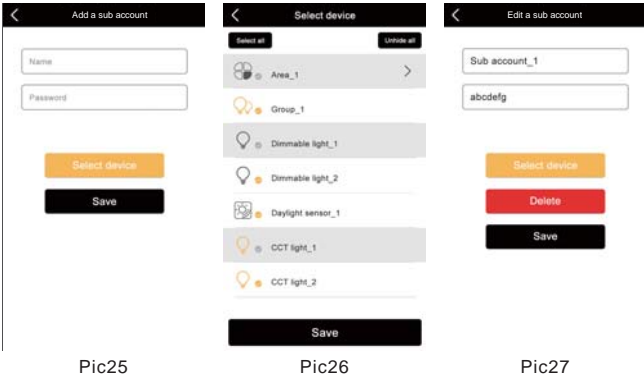 Add a sub account
Name
Password
Select device
Save
Pic25
Select device
Select all
Unhide all
Area_1
Group_1
Dimmable light_1
Dimmable light_2
Daylight sensor_1
CCT light_1
CCT light_2
Save
Pic26
Edit a sub account
Sub account_1
abcdefg
Select device
Delete
Save
Pic27